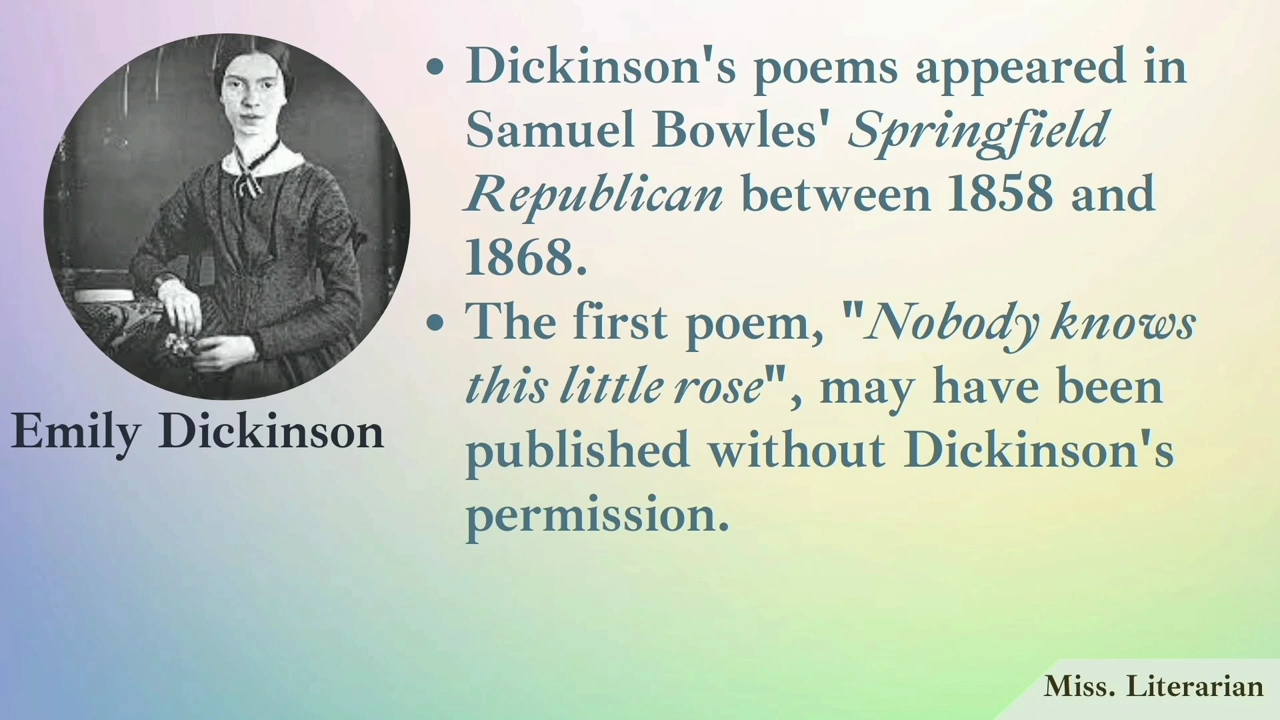 • Dickinson's poems appeared in
Samuel Bowles' Springfield
Republican between 1858 and
1868.
• The first poem, "Nobody knows
this little rose", may have been
published without Dickinson's
permission.
Emily Dickinson
Miss. Literarian